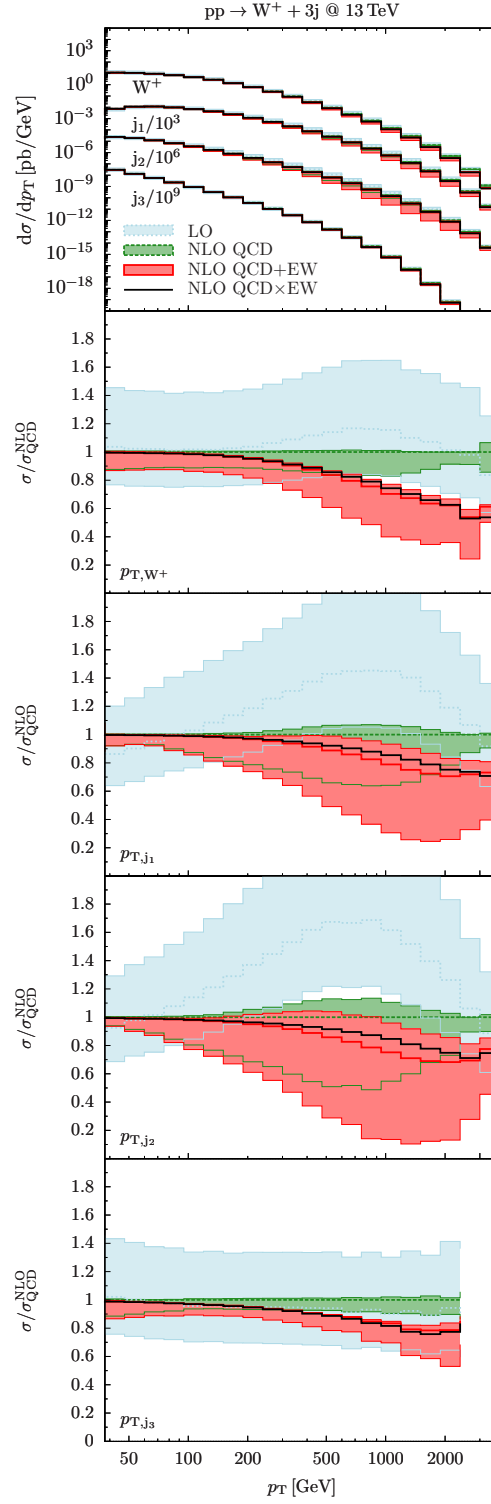 pp → W⁺ + 3j @ 13 TeV
dσ/dp_T [pb/GeV]
10³
10⁰
10⁻³
10⁻⁶
10⁻⁹
10⁻¹²
10⁻¹⁵
10⁻¹⁸
W⁺
j₁/10³
j₂/10⁶
j₃/10⁹
LO
NLO QCD
NLO QCD+EW
NLO QCD×EW
σ/σ^NLO_QCD
1.8
1.6
1.4
1.2
1
0.8
0.6
0.4
0.2
p_T,W⁺
σ/σ^NLO_QCD
1.8
1.6
1.4
1.2
1
0.8
0.6
0.4
0.2
p_T,j₁
σ/σ^NLO_QCD
1.8
1.6
1.4
1.2
1
0.8
0.6
0.4
0.2
p_T,j₂
σ/σ^NLO_QCD
1.8
1.6
1.4
1.2
1
0.8
0.6
0.4
0.2
0
p_T,j₃
50 100 200 500 1000 2000
p_T [GeV]